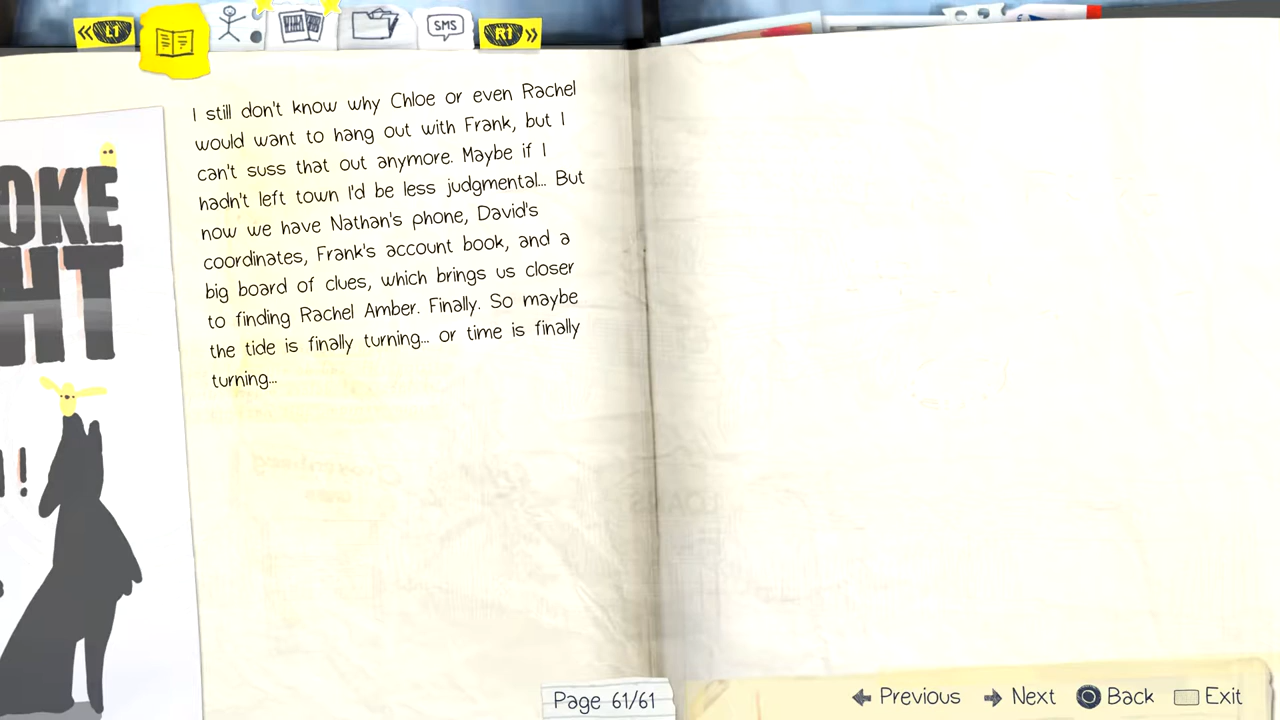 L1
SMS
R1
I still don't know why Chloe or even Rachel
would want to hang out with Frank, but I
can't suss that out anymore. Maybe if I
hadn't left town I'd be less judgmental... But
now we have Nathan's phone, David's
coordinates, Frank's account book, and a
big board of clues, which brings us closer
to finding Rachel Amber. Finally. So maybe
the tide is finally turning... or time is finally
turning...
OKE
HT
!!
Page 61/61
Previous
Next
Back
Exit